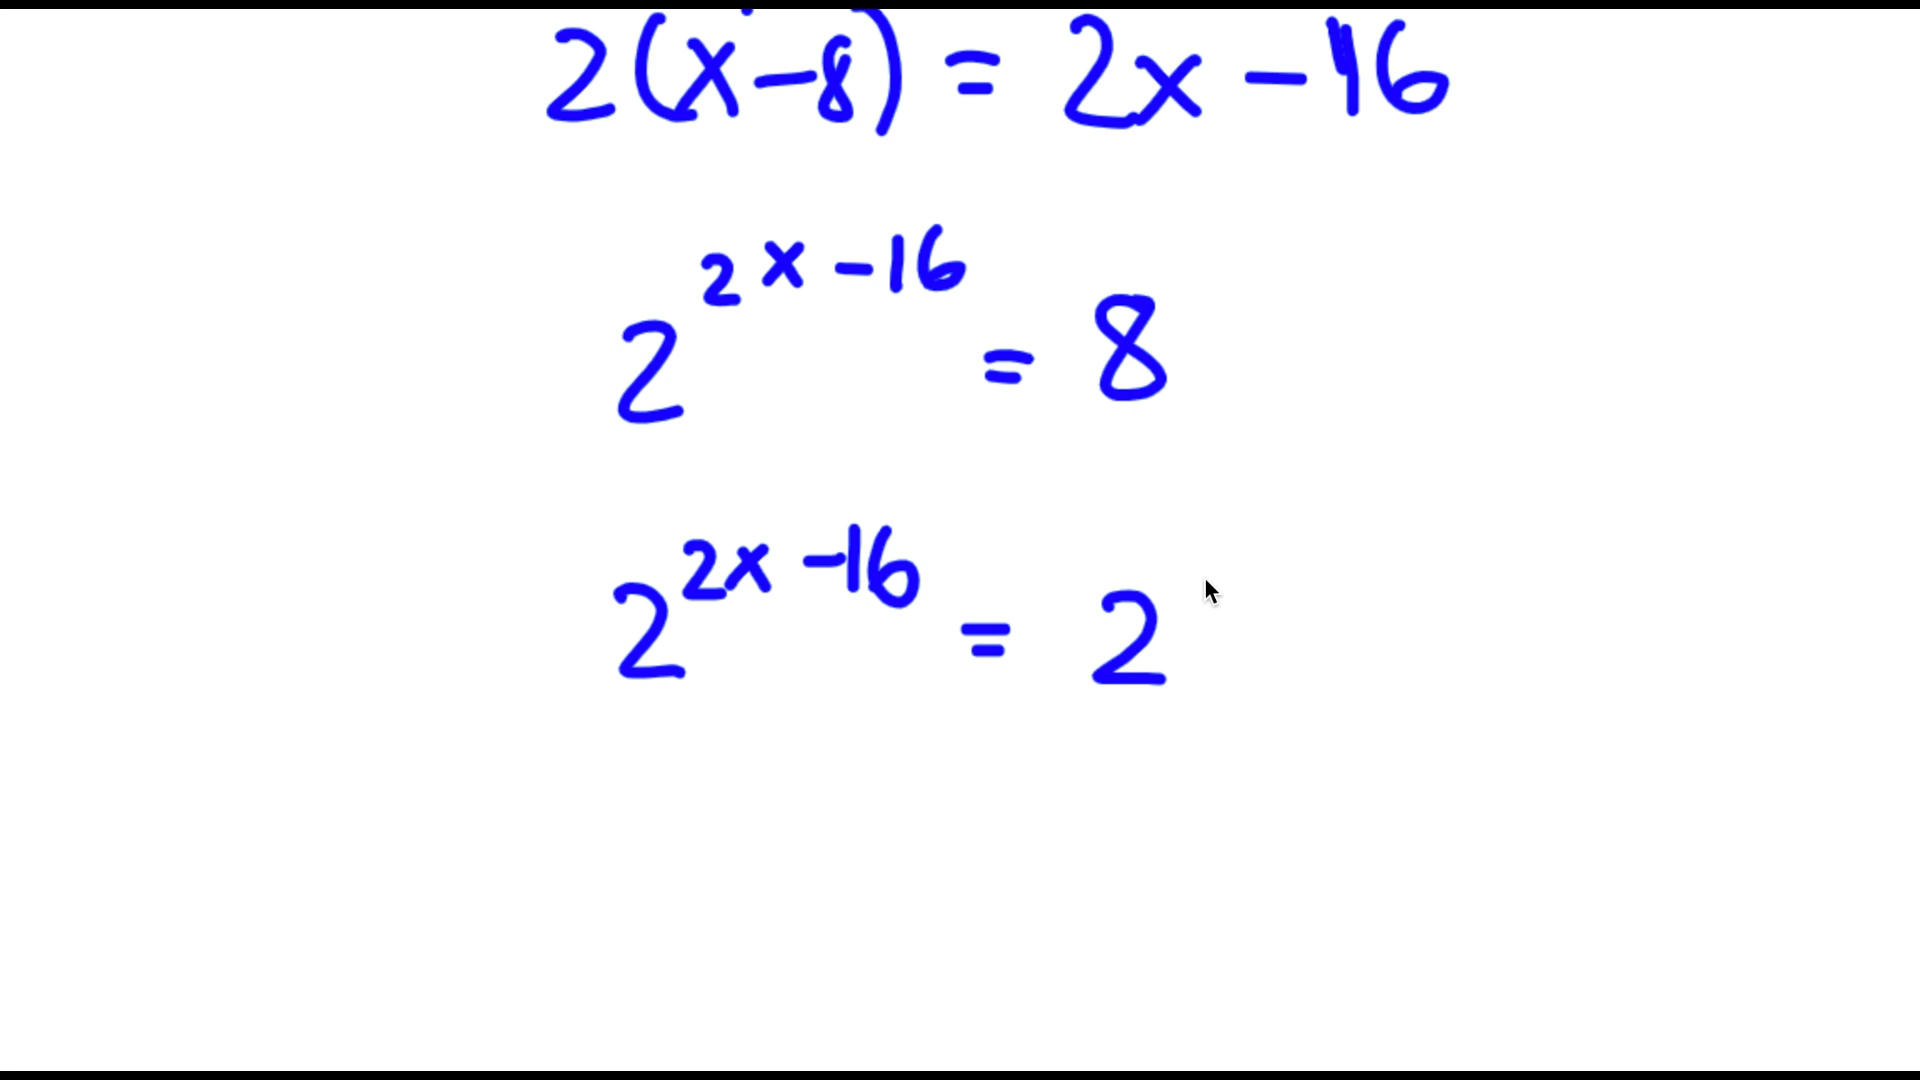 2(x-8) = 2x - 16
2^{2x-16} = 8
2^{2x-16} = 2